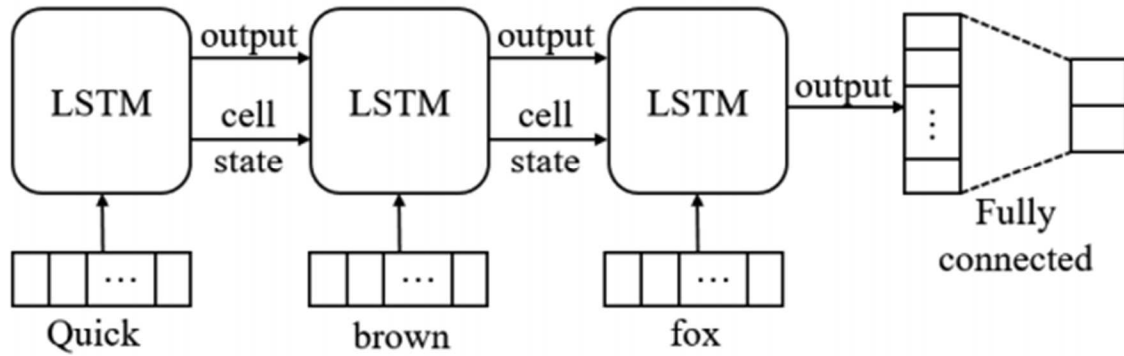 output
output
LSTM
LSTM
LSTM
output
cell
state
cell
state
...
...
...
...
Quick
brown
fox
Fully
connected